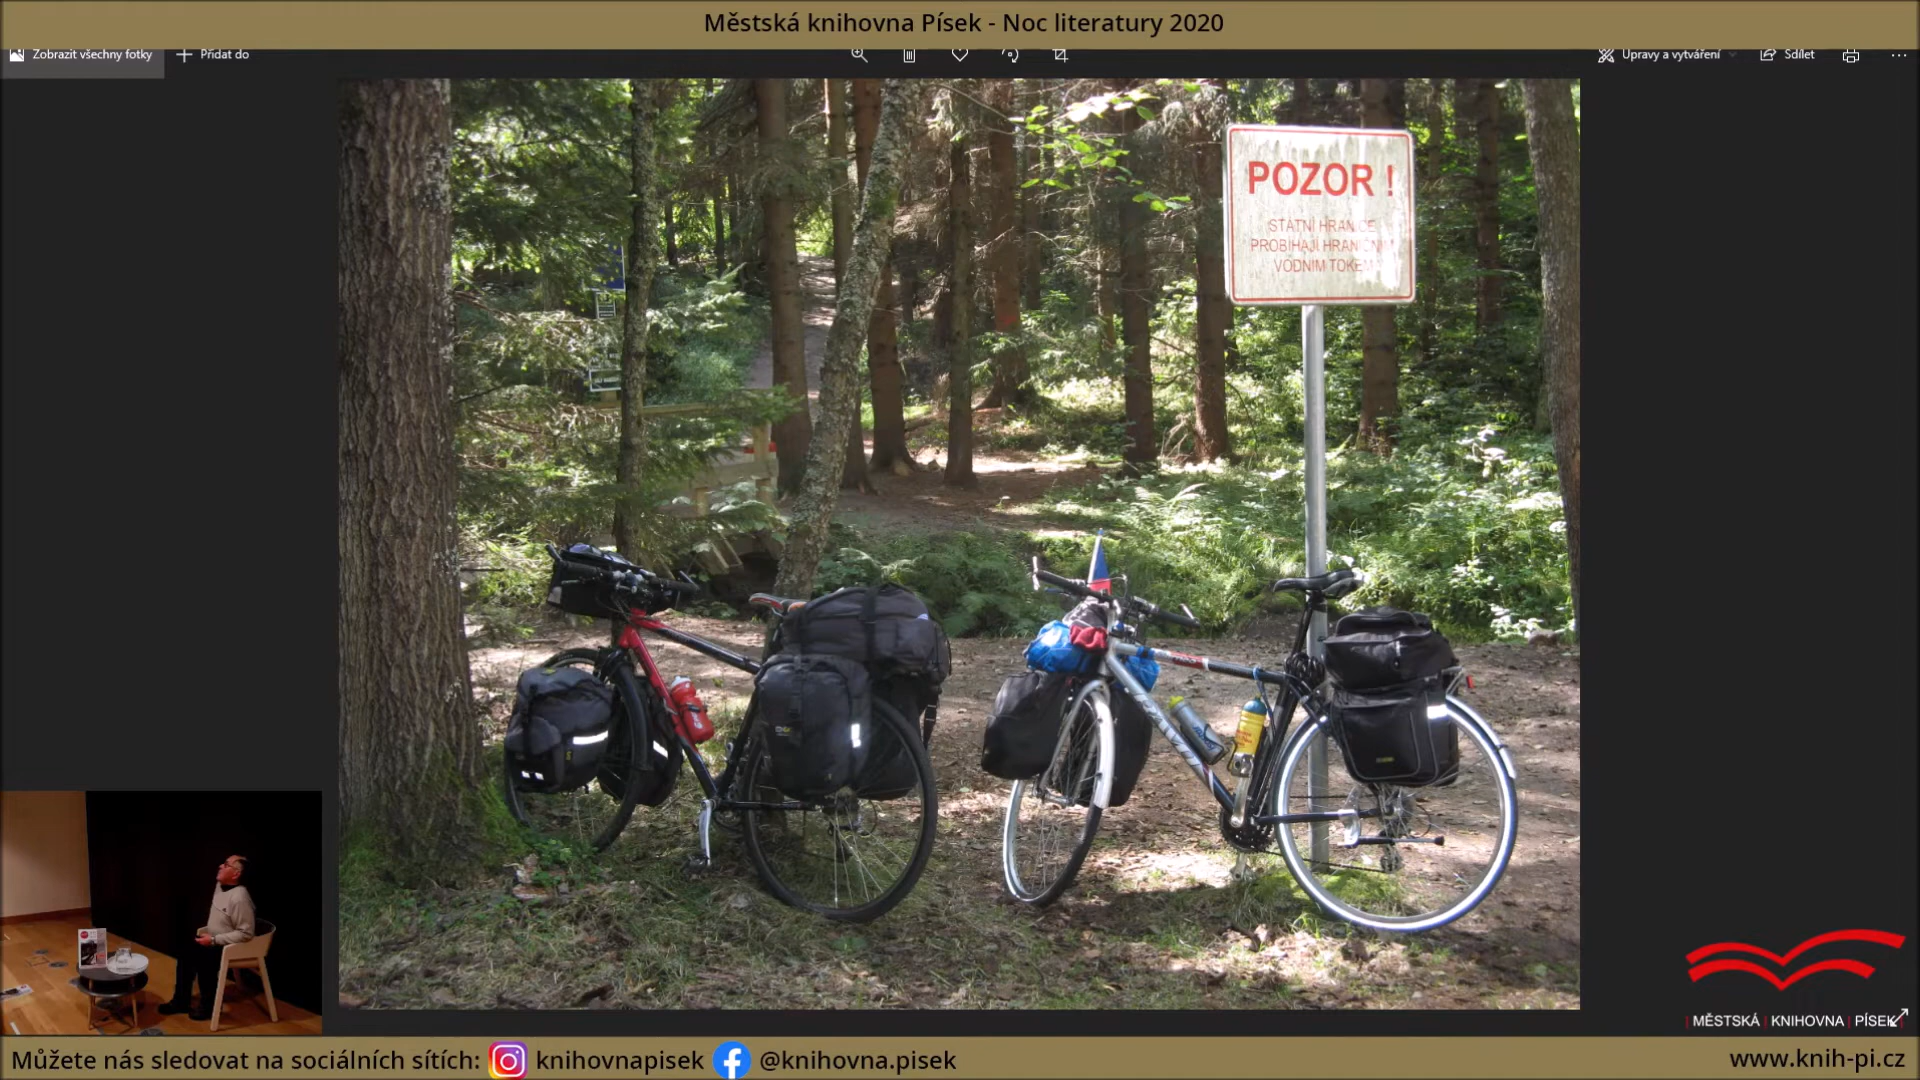 Městská knihovna Písek - Noc literatury 2020
Zobrazit všechny fotky
Přidat do
Upravy a vytváření
Sdílet
POZOR !
STÁTNÍ HRANICE
PROBÍHAJÍ HRANIČNÍM
VODNÍM TOKEM
MĚSTSKÁ | KNIHOVNA | PÍSEK
Můžete nás sledovat na sociálních sítích: knihovnapisek @knihovna.pisek
www.knih-pi.cz